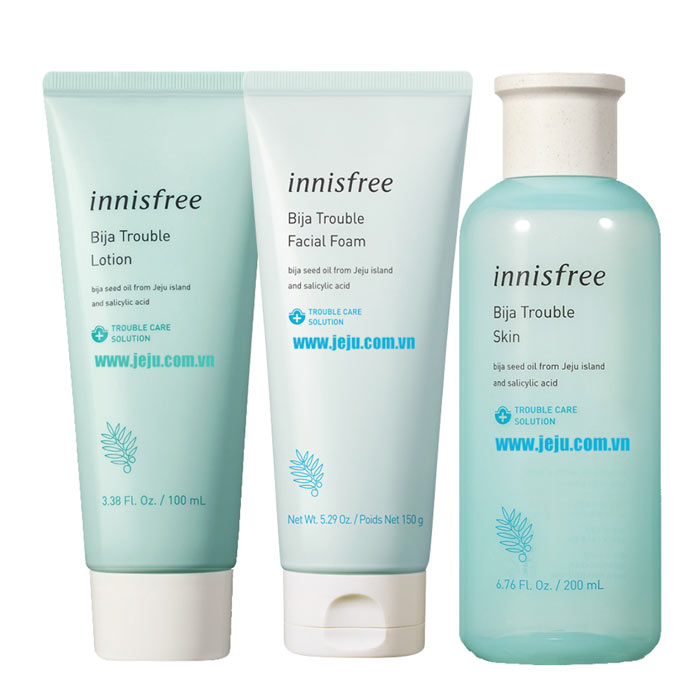 innisfree
Bija Trouble
Lotion
bija seed oil from Jeju island
and salicylic acid
TROUBLE CARE
SOLUTION
www.jeju.com.vn
3.38 Fl. Oz. / 100 mL
innisfree
Bija Trouble
Facial Foam
bija seed oil from Jeju island
and salicylic acid
TROUBLE CARE
SOLUTION
www.jeju.com.vn
Net Wt. 5.29 Oz. / Poids Net 150 g
innisfree
Bija Trouble
Skin
bija seed oil from Jeju island
and salicylic acid
TROUBLE CARE
SOLUTION
www.jeju.com.vn
6.76 Fl. Oz. / 200 mL